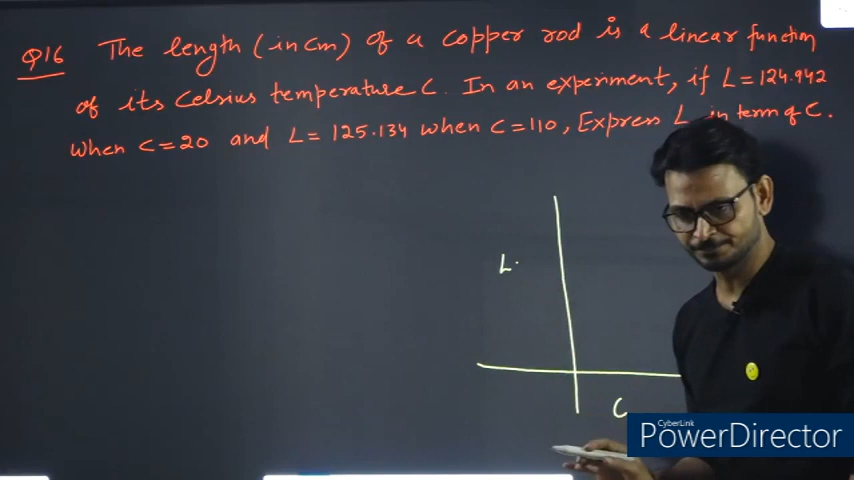 Q16 The length (in cm) of a copper rod is a linear function
of its Celsius temperature C. In an experiment, if L = 124.942
when C = 20 and L = 125.134 when C = 110, Express L in term of C.
L
C
CyberLink
PowerDirector